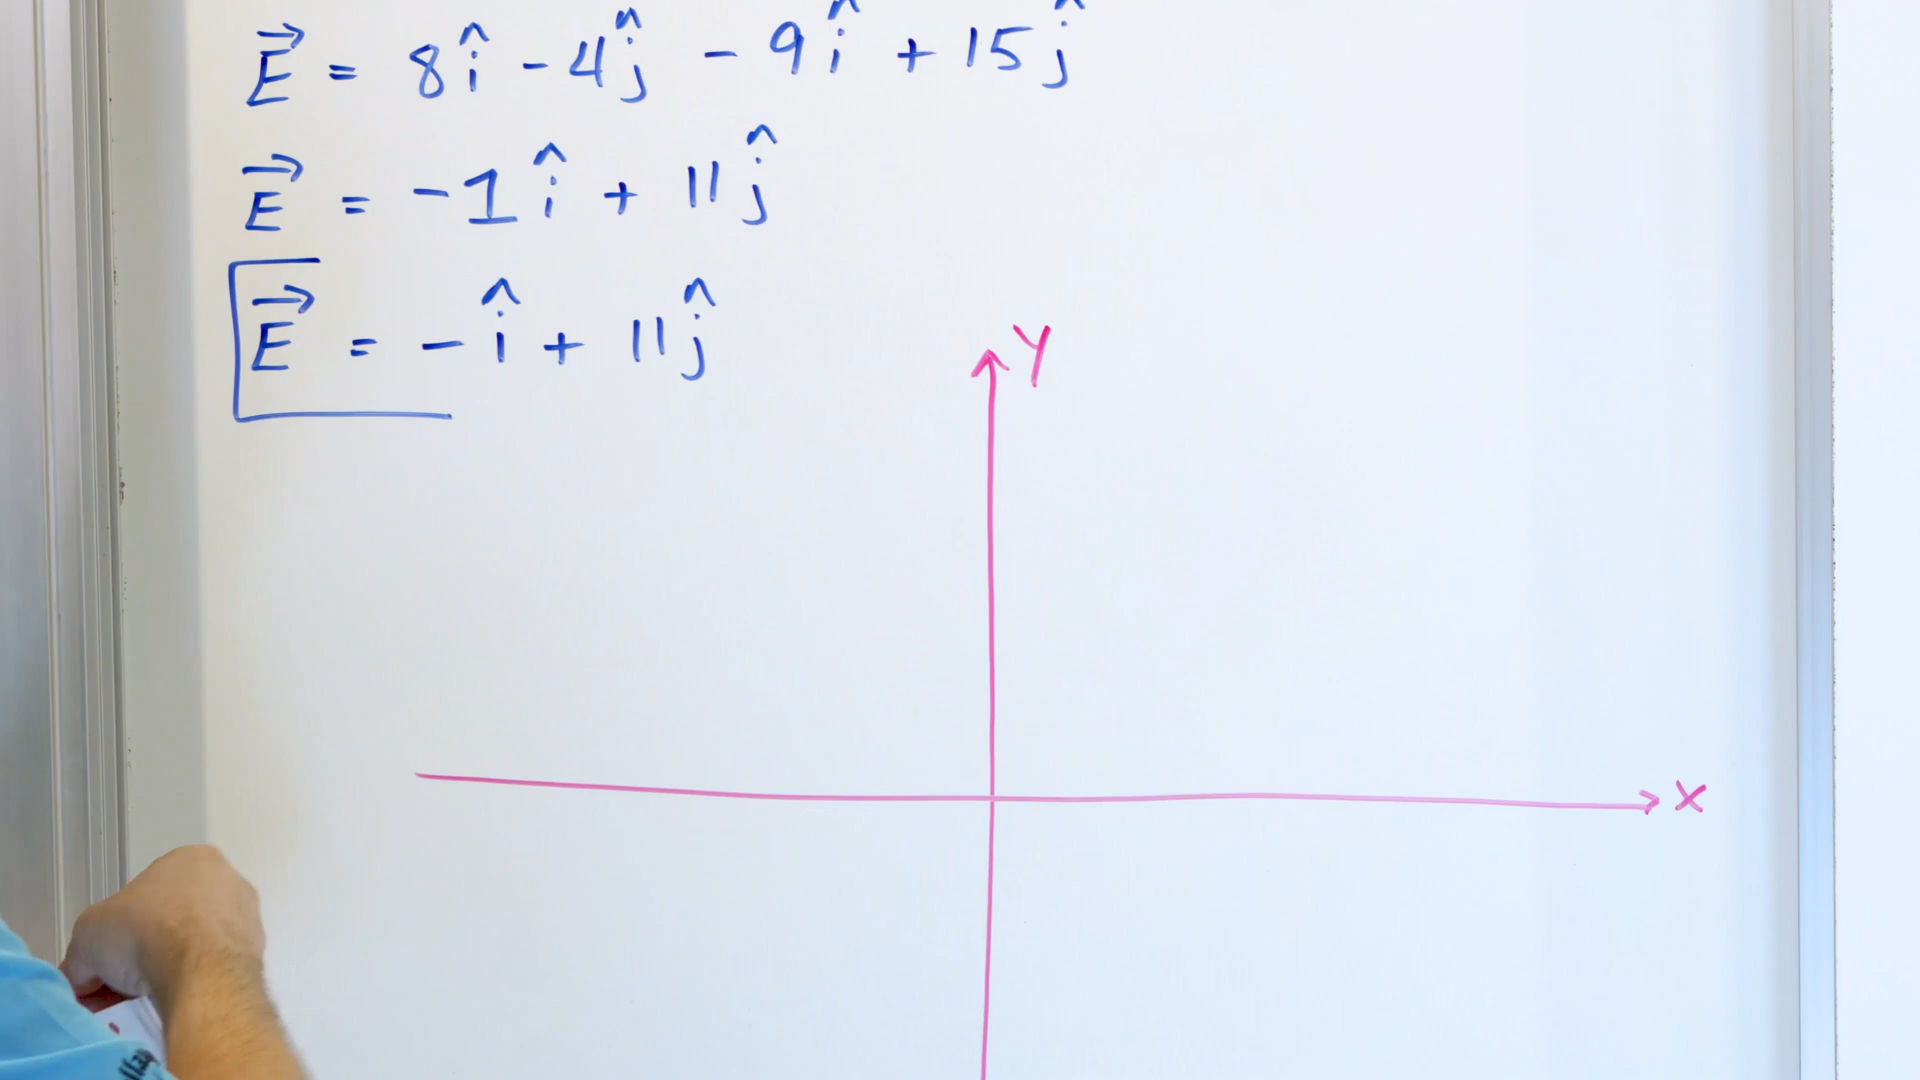 E⃗ = 8î - 4ĵ - 9î + 15ĵ
E⃗ = -1î + 11ĵ
E⃗ = -î + 11ĵ
Y
X